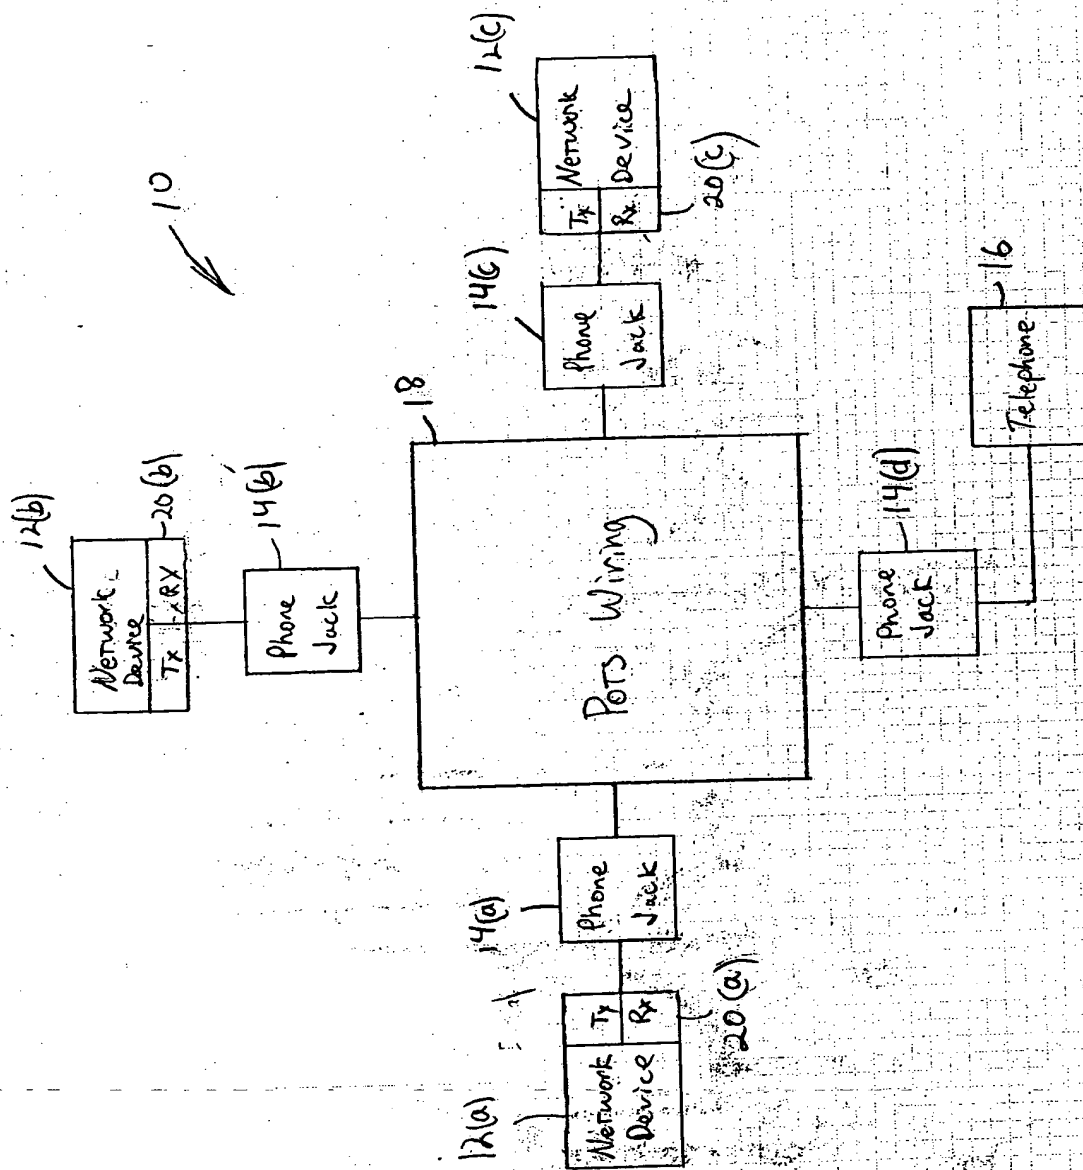 10
12(b)
Network
Device
Tx Rx
20(b)
14(b)
Phone
Jack
18
POTS Wiring
12(a)
Network
Device
Tx
Rx
20(a)
14(a)
Phone
Jack
14(c)
Phone
Jack
12(c)
Tx
Rx
Network
Device
20(c)
14(d)
Phone
Jack
16
Telephone